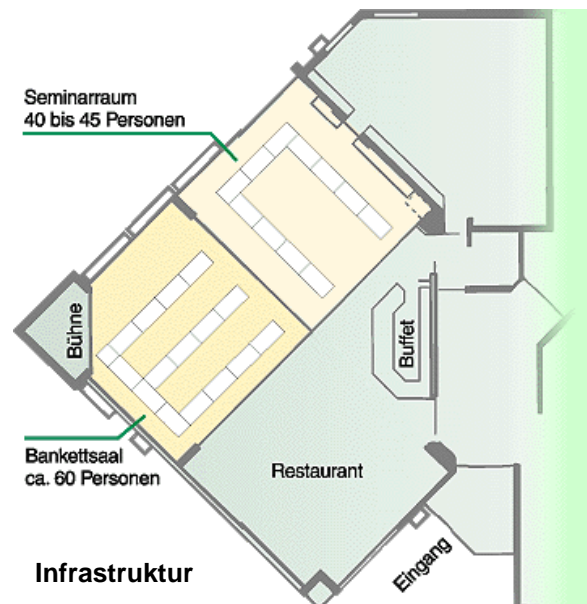 Seminarraum
40 bis 45 Personen
Bühne
Buffet
Bankettsaal
ca. 60 Personen
Restaurant
Eingang
Infrastruktur